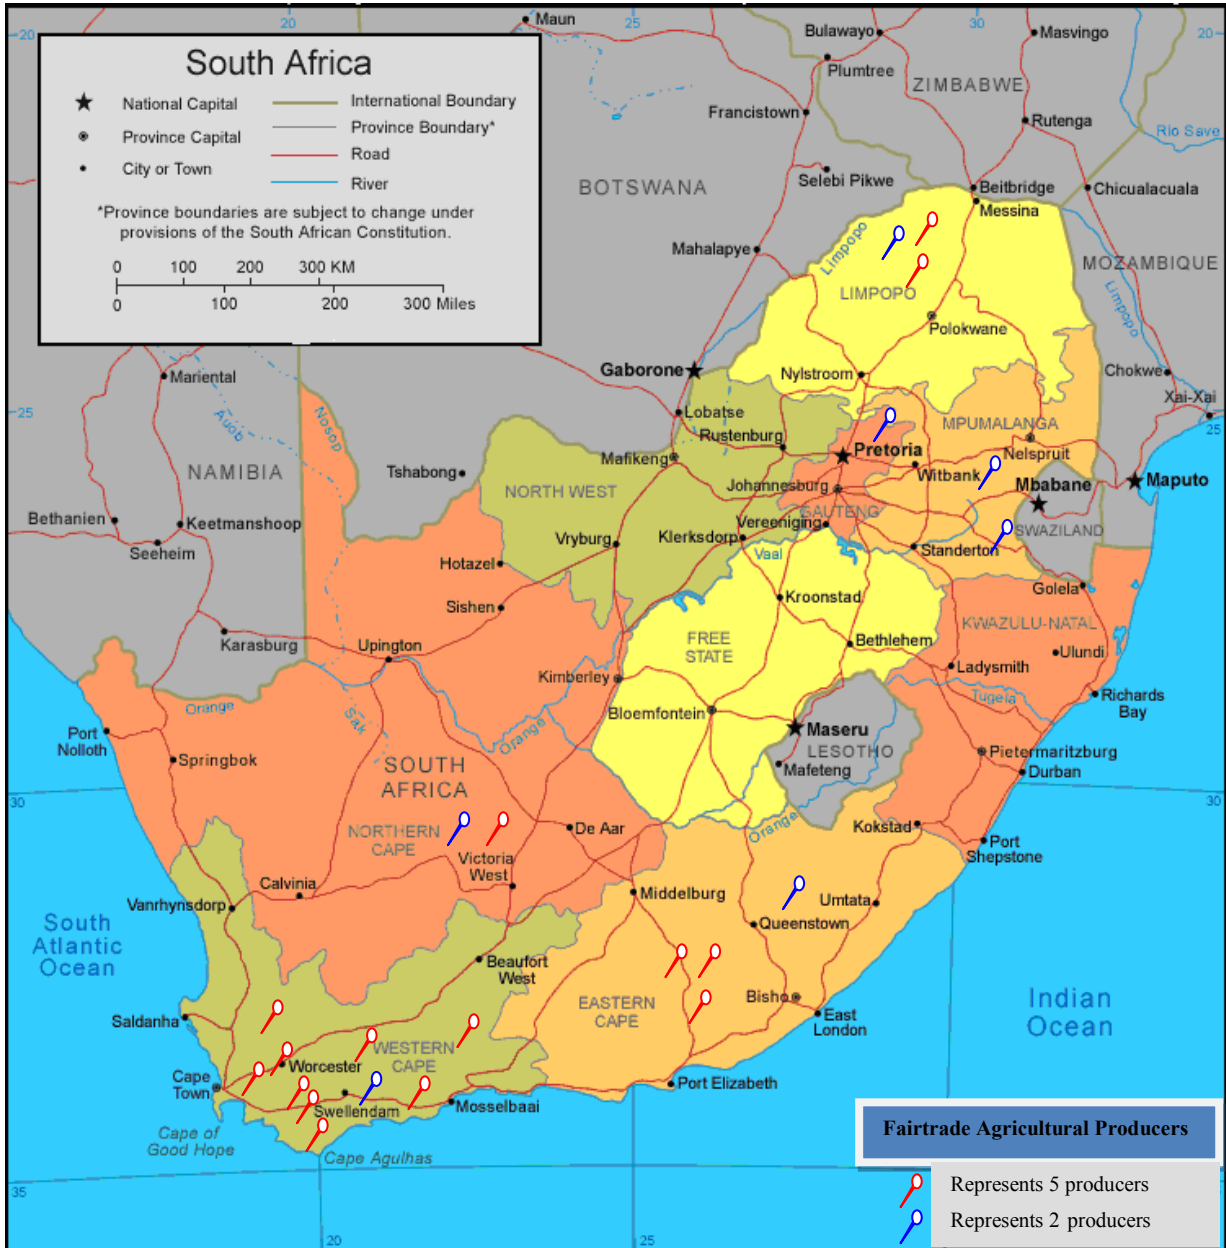 20
25
30
20
20
South Africa
National Capital
Province Capital
City or Town
International Boundary
Province Boundary*
Road
River
*Province boundaries are subject to change under
provisions of the South African Constitution.
0 100 200 300 KM
0 100 200 300 Miles
Maun
Bulawayo
Masvingo
Plumtree
ZIMBABWE
Francistown
Rutenga
Rio Save
BOTSWANA
Selebi Pikwe
Beitbridge
Chicualacuala
Messina
Mahalapye
Limpopo
MOZAMBIQUE
Limpopo
LIMPOPO
Polokwane
Gaborone
Nylstroom
Chokwe
Mariental
Xai-Xai
25
25
Auob
Nosop
Lobatse
Rustenburg
MPUMALANGA
Pretoria
Nelspruit
NAMIBIA
Tshabong
Mafikeng
Witbank
Mbabane
Maputo
NORTH WEST
Johannesburg
GAUTENG
SWAZILAND
Bethanien
Keetmanshoop
Vereeniging
Seeheim
Vryburg
Klerksdorp
Vaal
Standerton
Hotazel
Golela
Sishen
Kroonstad
KWAZULU-NATAL
Karasburg
Upington
FREE
STATE
Bethlehem
Ulundi
Ladysmith
Kimberley
Orange
Sak
Orange
Bloemfontein
Tugela
Richards
Bay
Port
Nolloth
Maseru
LESOTHO
Springbok
Pietermaritzburg
SOUTH
AFRICA
Mafeteng
Durban
30
30
NORTHERN
CAPE
De Aar
Orange
Kokstad
Port
Shepstone
Victoria
West
Calvinia
Middelburg
Vanrhynsdorp
Umtata
Queenstown
South
Atlantic
Ocean
Beaufort
West
EASTERN
CAPE
Bisho
East
London
Indian
Ocean
Saldanha
WESTERN
CAPE
Worcester
Cape
Town
Swellendam
Mosselbaai
Port Elizabeth
Cape of
Good Hope
Cape Agulhas
35
20
25
Fairtrade Agricultural Producers
Represents 5 producers
Represents 2 producers